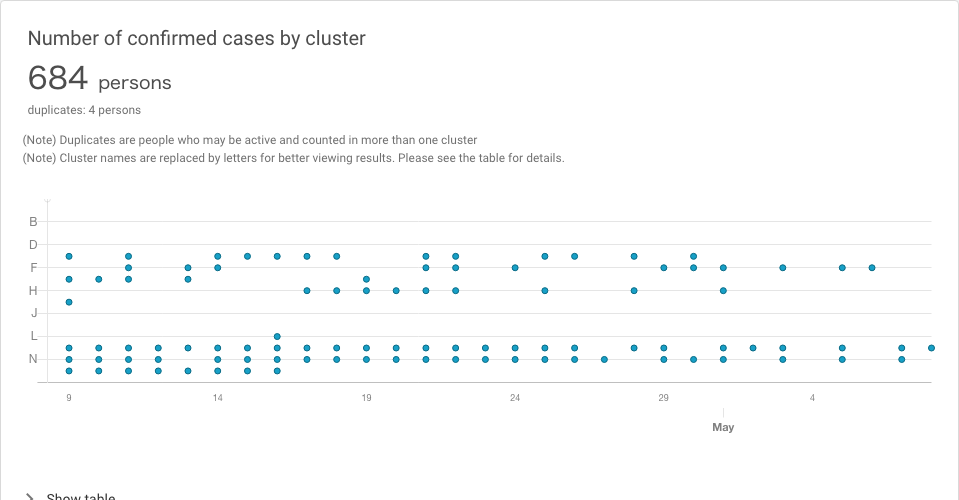 Number of confirmed cases by cluster
684 persons
duplicates: 4 persons
(Note) Duplicates are people who may be active and counted in more than one cluster
(Note) Cluster names are replaced by letters for better viewing results. Please see the table for details.
B
D
F
H
J
L
N
9 14 19 24 29 4
May
Show table